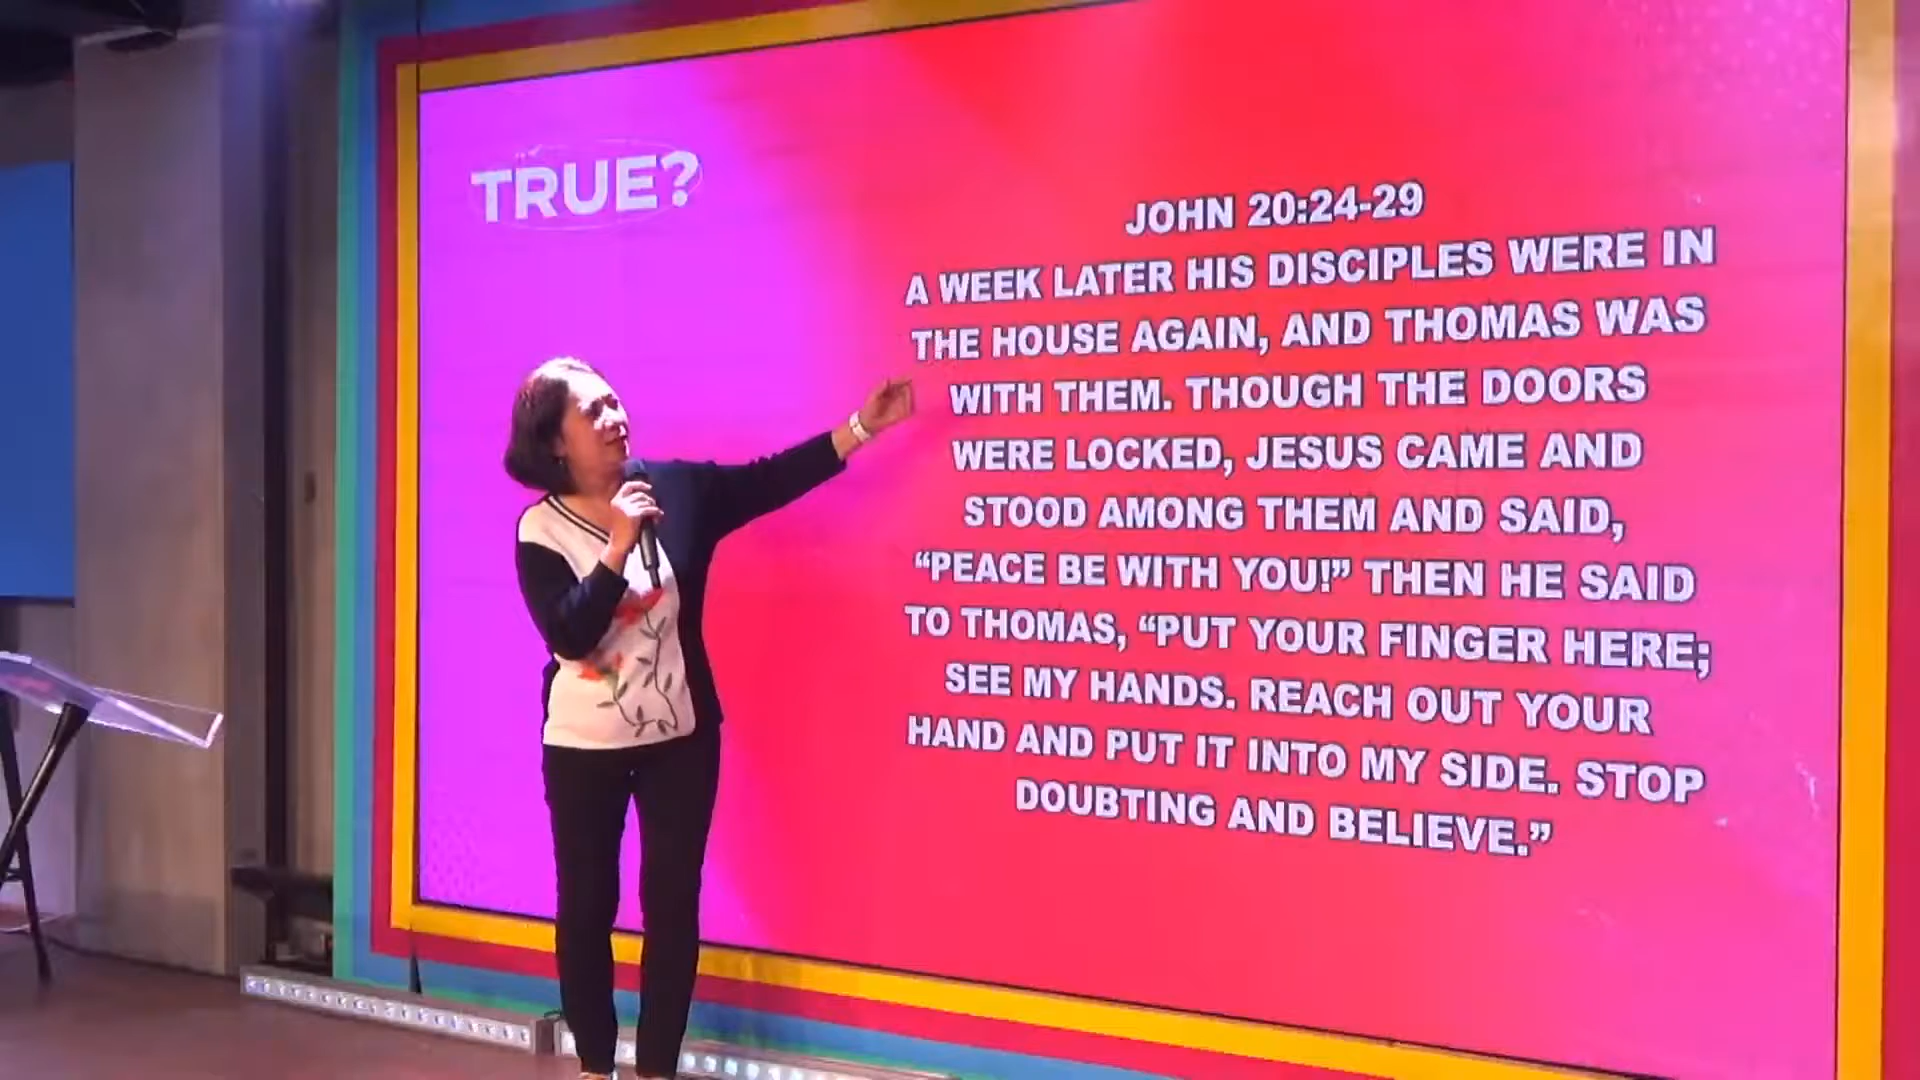 TRUE?
JOHN 20:24-29
A WEEK LATER HIS DISCIPLES WERE IN
THE HOUSE AGAIN, AND THOMAS WAS
WITH THEM. THOUGH THE DOORS
WERE LOCKED, JESUS CAME AND
STOOD AMONG THEM AND SAID,
“PEACE BE WITH YOU!” THEN HE SAID
TO THOMAS, “PUT YOUR FINGER HERE;
SEE MY HANDS. REACH OUT YOUR
HAND AND PUT IT INTO MY SIDE. STOP
DOUBTING AND BELIEVE.”